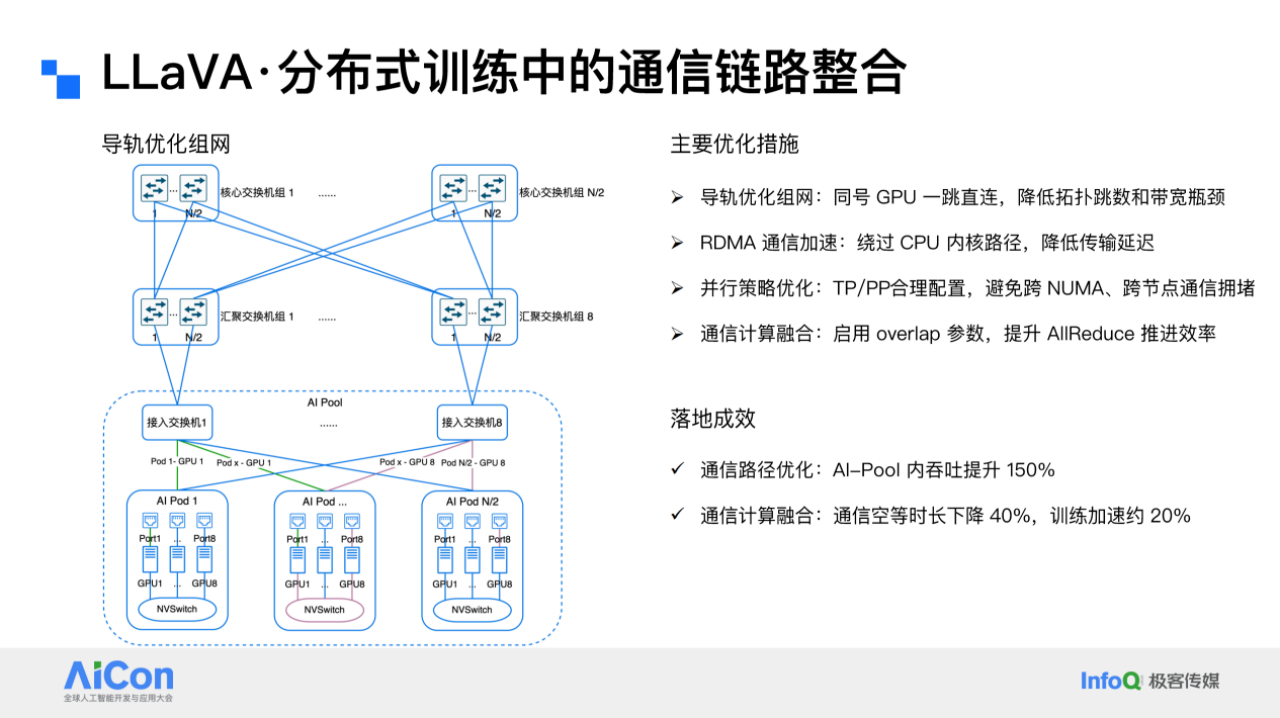 LLaVA·分布式训练中的通信链路整合
导轨优化组网
... ...
1 N/2
核心交换机组 1
......
1 N/2
核心交换机组 N/2
1 N/2
汇聚交换机组 1
......
1 N/2
汇聚交换机组 8
AI Pool
接入交换机1
......
接入交换机8
Pod 1- GPU 1
Pod x - GPU 1
Pod x - GPU 8
Pod N/2 - GPU 8
AI Pod 1
Port1 ... Port8
GPU1 ... GPU8
NVSwitch
AI Pod ...
Port1 ... Port8
GPU1 ... GPU8
NVSwitch
AI Pod N/2
Port1 ... Port8
GPU1 ... GPU8
NVSwitch
主要优化措施
导轨优化组网：同号 GPU 一跳直连，降低拓扑跳数和带宽瓶颈
RDMA 通信加速：绕过 CPU 内核路径，降低传输延迟
并行策略优化：TP/PP合理配置，避免跨 NUMA、跨节点通信拥堵
通信计算融合：启用 overlap 参数，提升 AllReduce 推进效率
落地成效
通信路径优化：AI-Pool 内吞吐提升 150%
通信计算融合：通信空等时长下降 40%，训练加速约 20%
AiCon
全球人工智能开发与应用大会
InfoQ 极客传媒